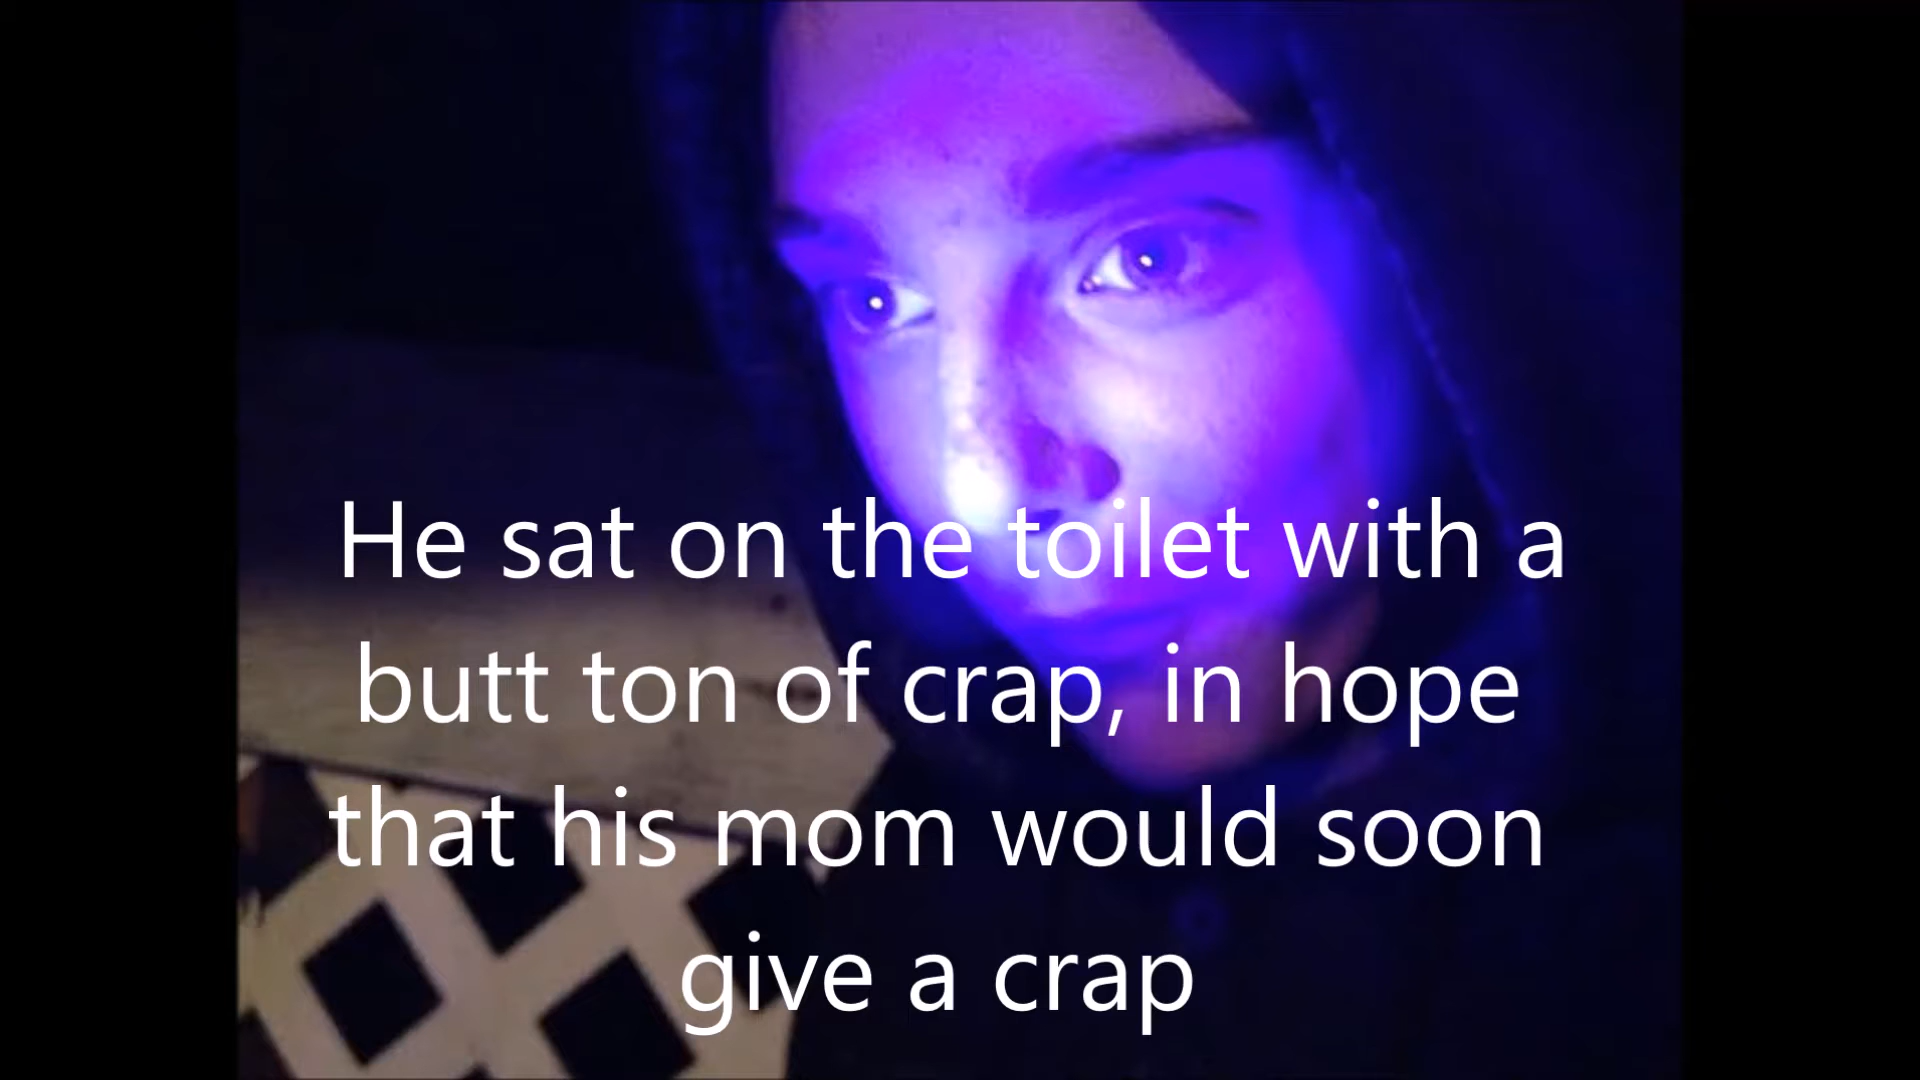 He sat on the toilet with a
butt ton of crap, in hope
that his mom would soon
give a crap